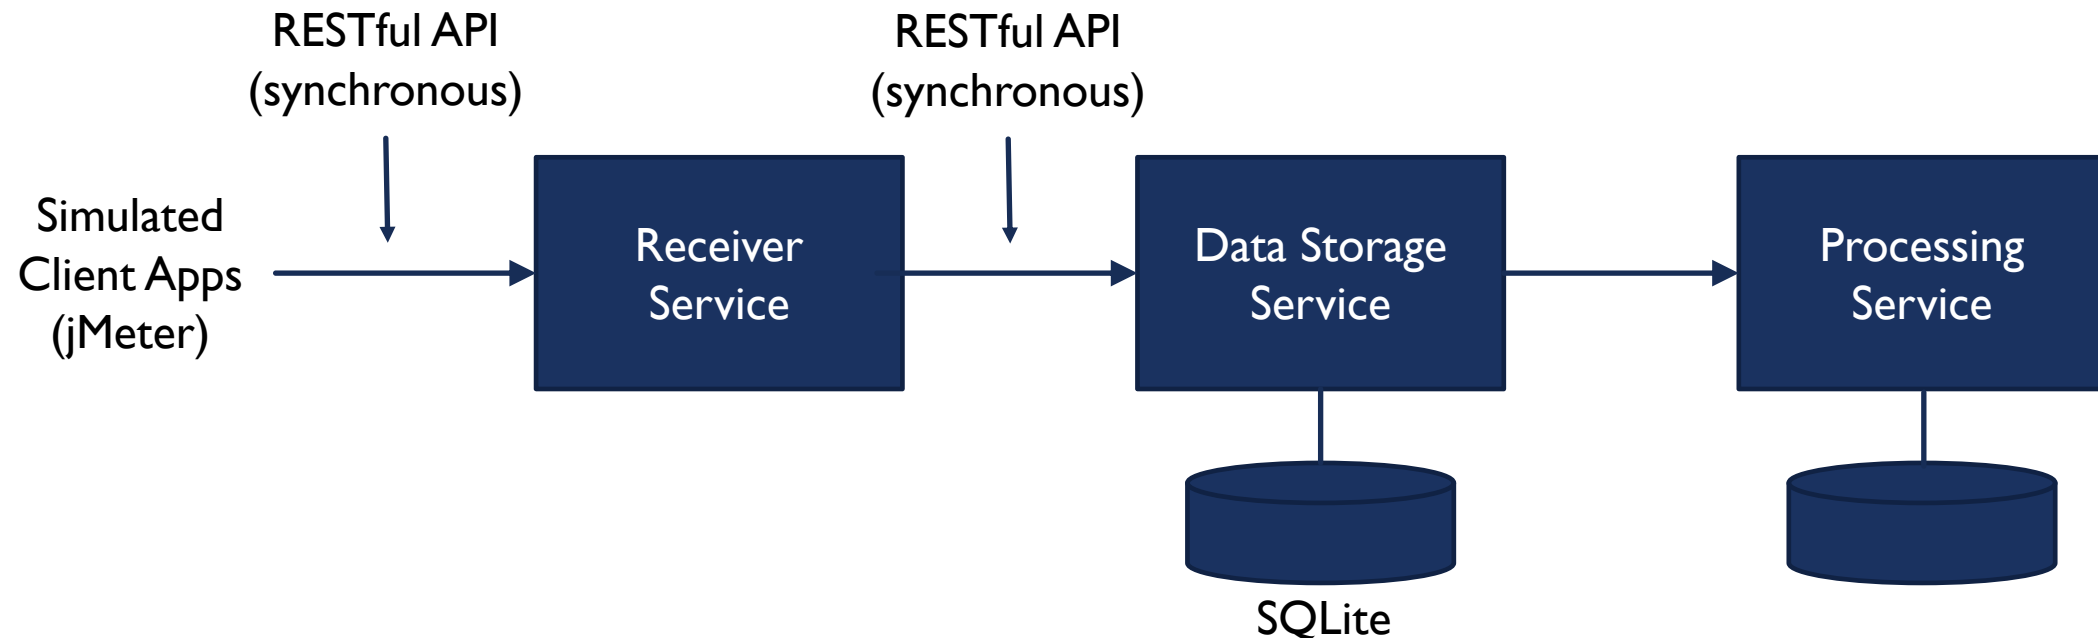 RESTful API
(synchronous)
RESTful API
(synchronous)
Simulated
Client Apps
(jMeter)
Receiver
Service
Data Storage
Service
Processing
Service
SQLite